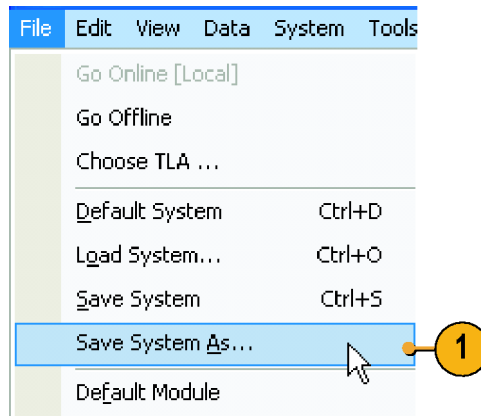 File Edit View Data System Tools
Go Online [Local]
Go Offline
Choose TLA ...
Default System Ctrl+D
Load System... Ctrl+O
Save System Ctrl+S
Save System As... 1
Default Module